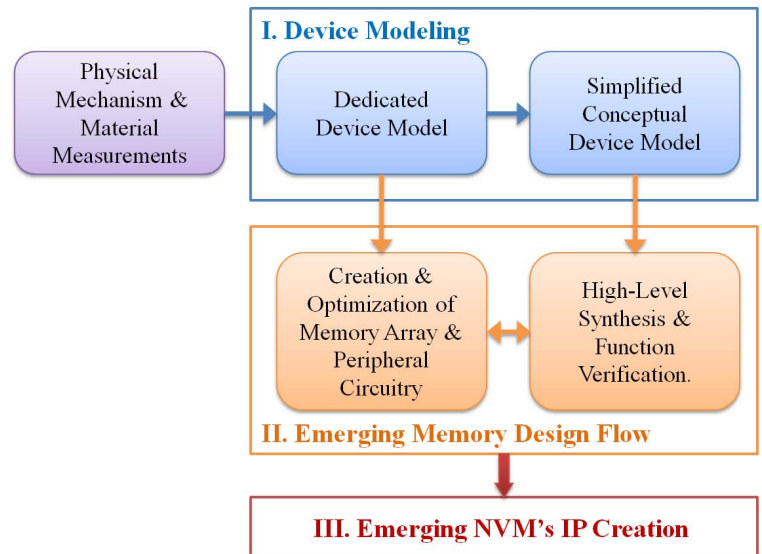 I. Device Modeling
Physical
Mechanism &
Material
Measurements
Dedicated
Device Model
Simplified
Conceptual
Device Model
Creation &
Optimization of
Memory Array &
Peripheral
Circuitry
High-Level
Synthesis &
Function
Verification.
II. Emerging Memory Design Flow
III. Emerging NVM's IP Creation